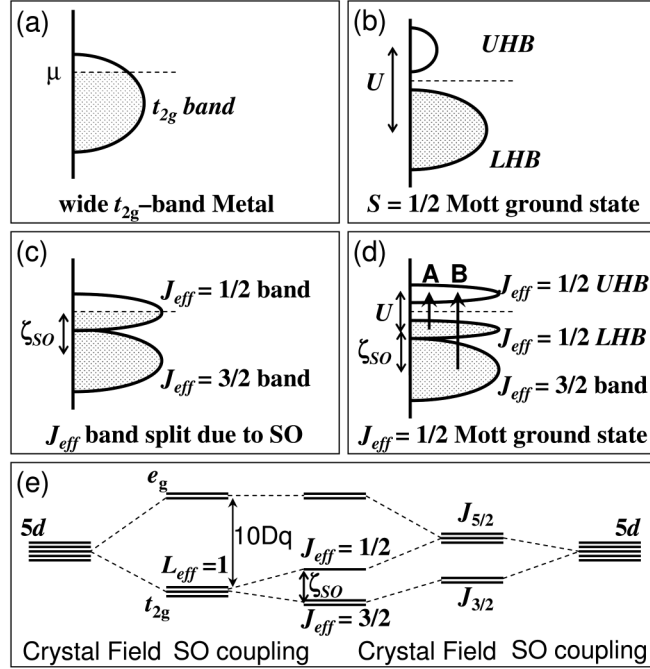 (a)
μ
t2g band
wide t2g–band Metal
(b)
UHB
U
LHB
S = 1/2 Mott ground state
(c)
Jeff = 1/2 band
ζSO
Jeff = 3/2 band
Jeff band split due to SO
(d)
A B
Jeff = 1/2 UHB
U
Jeff = 1/2 LHB
ζSO
Jeff = 3/2 band
Jeff = 1/2 Mott ground state
(e)
eg
5d
10Dq
J5/2
5d
Leff=1
Jeff = 1/2
ζSO
t2g
Jeff = 3/2
J3/2
Crystal Field SO coupling Crystal Field SO coupling